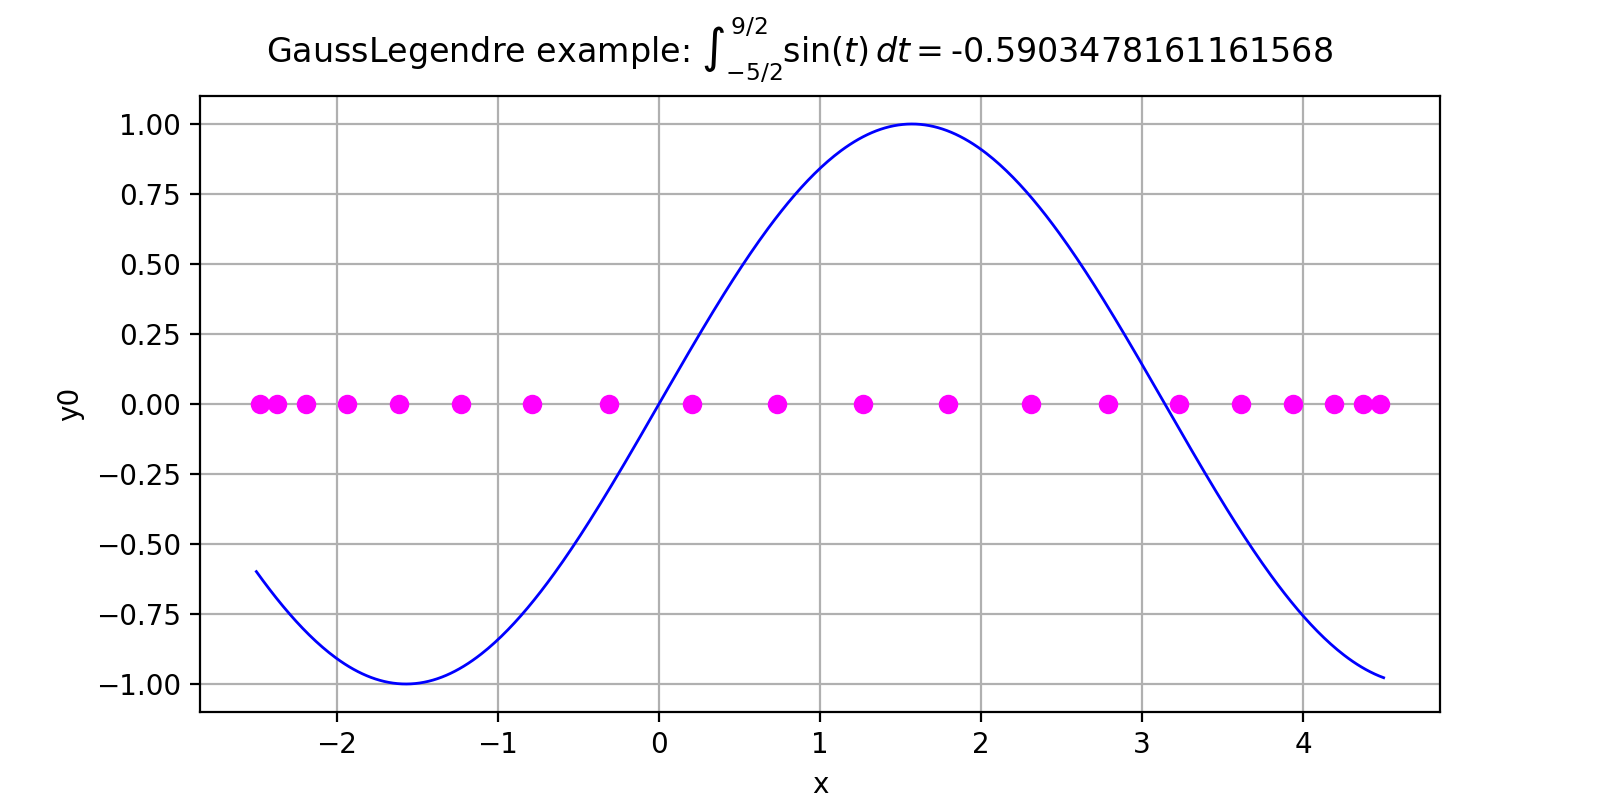 GaussLegendre example: ∫_{−5/2}^{9/2} sin(t) dt = -0.5903478161161568
1.00
0.75
0.50
0.25
0.00
−0.25
−0.50
−0.75
−1.00
y0
−2 −1 0 1 2 3 4
x